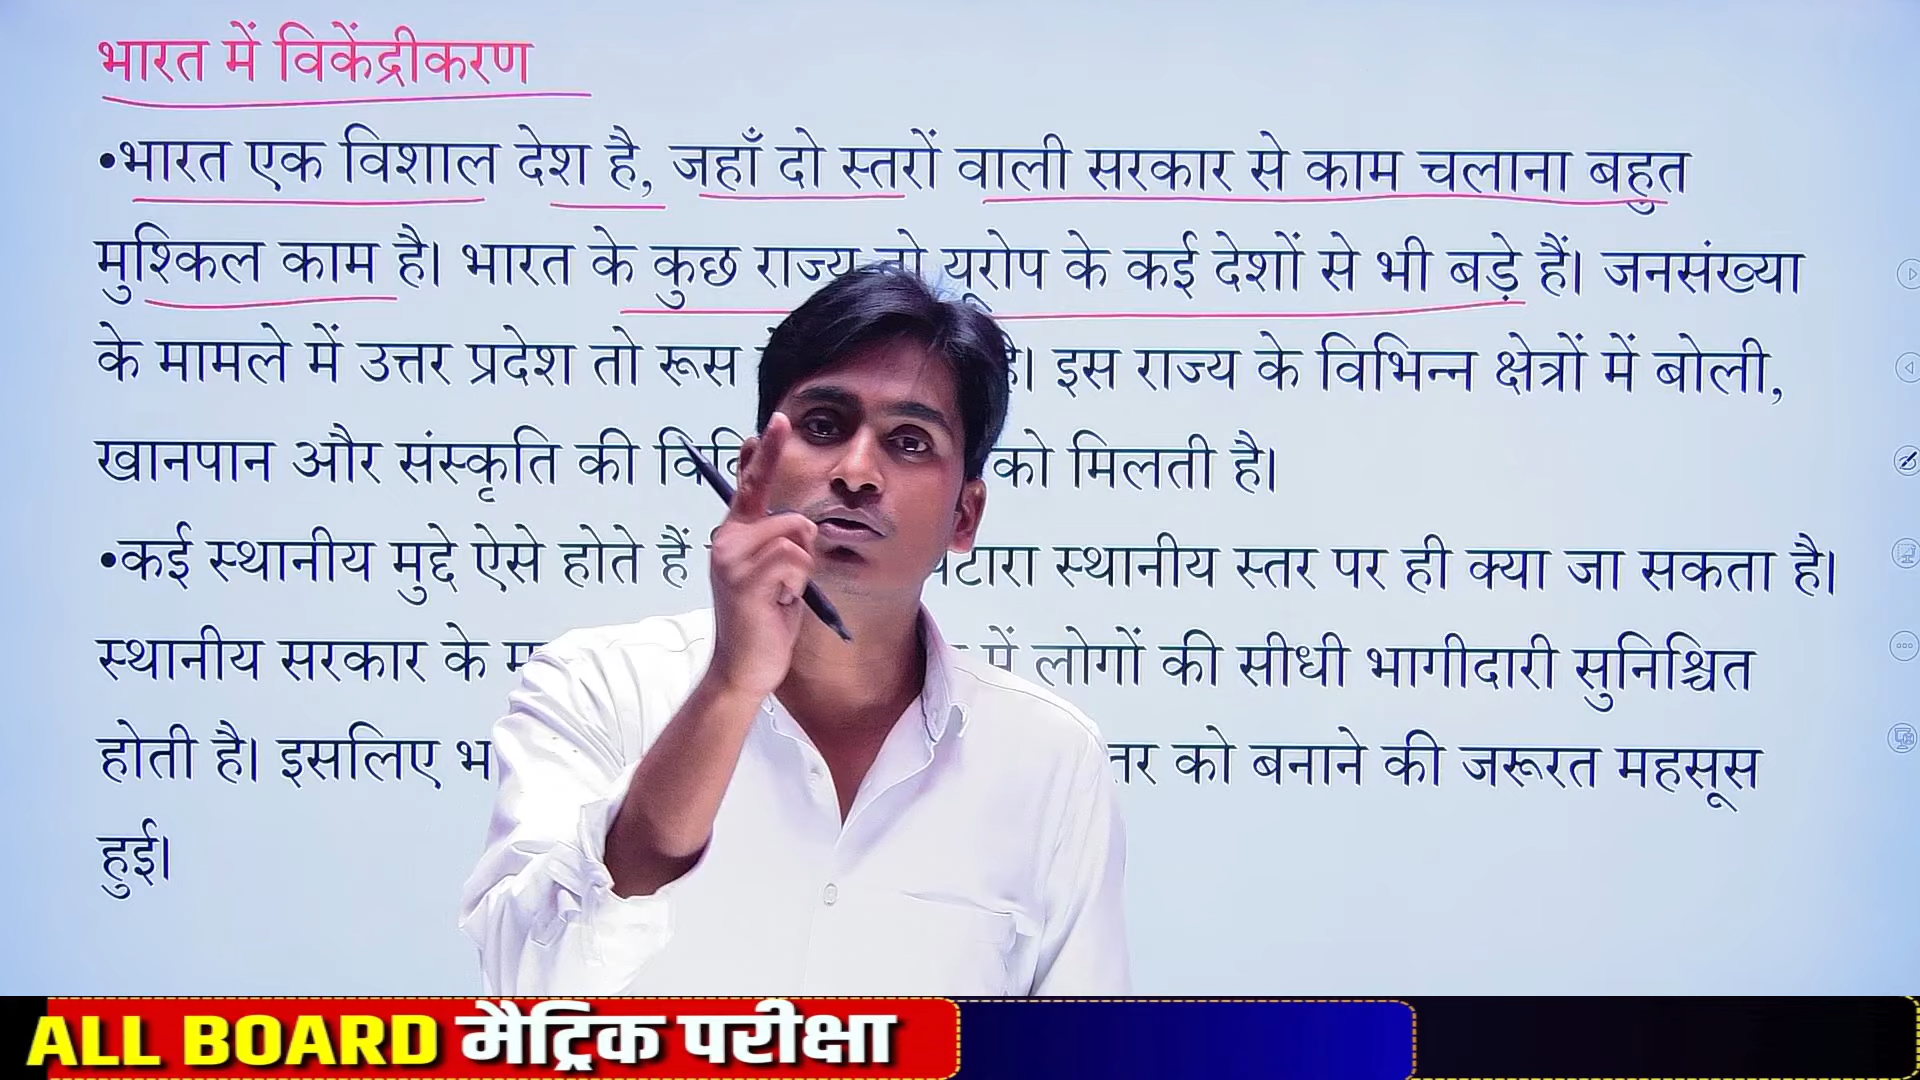 भारत में विकेंद्रीकरण
•भारत एक विशाल देश है, जहाँ दो स्तरों वाली सरकार से काम चलाना बहुत
मुश्किल काम है। भारत के कुछ राज्य तो यूरोप के कई देशों से भी बड़े हैं। जनसंख्या
के मामले में उत्तर प्रदेश तो रूस है। इस राज्य के विभिन्न क्षेत्रों में बोली,
खानपान और संस्कृति की को मिलती है।
•कई स्थानीय मुद्दे ऐसे होते हैं स्थानीय स्तर पर ही क्या जा सकता है।
स्थानीय सरकार के में लोगों की सीधी भागीदारी सुनिश्चित
होती है। इसलिए को बनाने की जरूरत महसूस
हुई।
ALL BOARD मैट्रिक परीक्षा